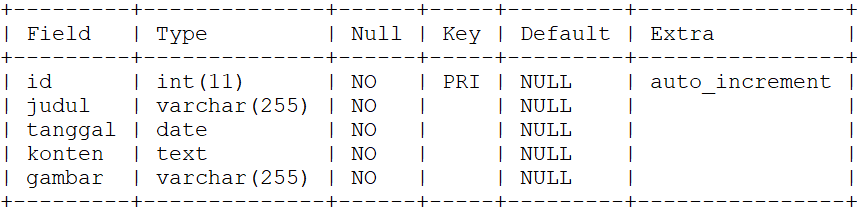 +---------+--------------+------+-----+---------+----------------+
| Field   | Type         | Null | Key | Default | Extra          |
+---------+--------------+------+-----+---------+----------------+
| id      | int(11)      | NO   | PRI | NULL    | auto_increment |
| judul   | varchar(255) | NO   |     | NULL    |                |
| tanggal | date         | NO   |     | NULL    |                |
| konten  | text         | NO   |     | NULL    |                |
| gambar  | varchar(255) | NO   |     | NULL    |                |
+---------+--------------+------+-----+---------+----------------+